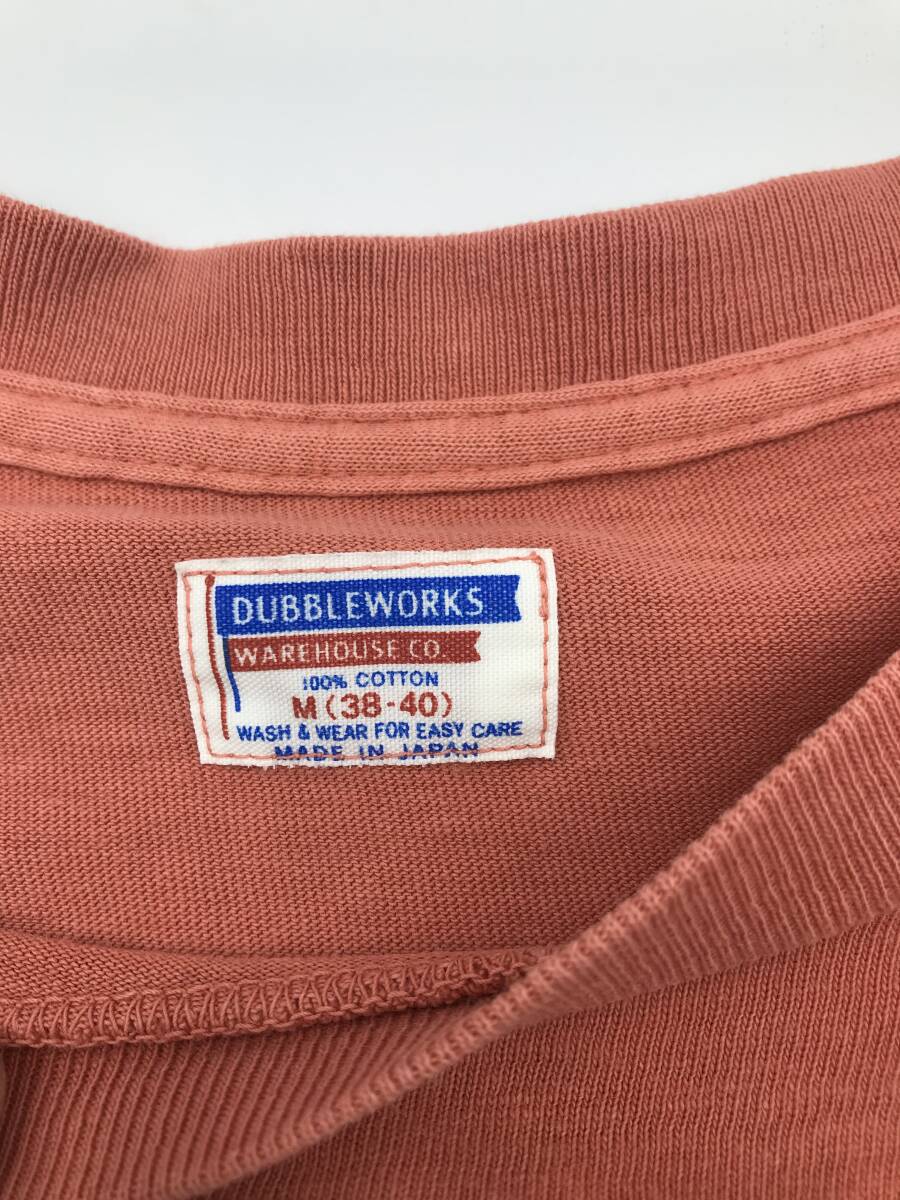 DUBBLEWORKS
WAREHOUSE CO.
100% COTTON
M (38-40)
WASH & WEAR FOR EASY CARE
MADE IN JAPAN